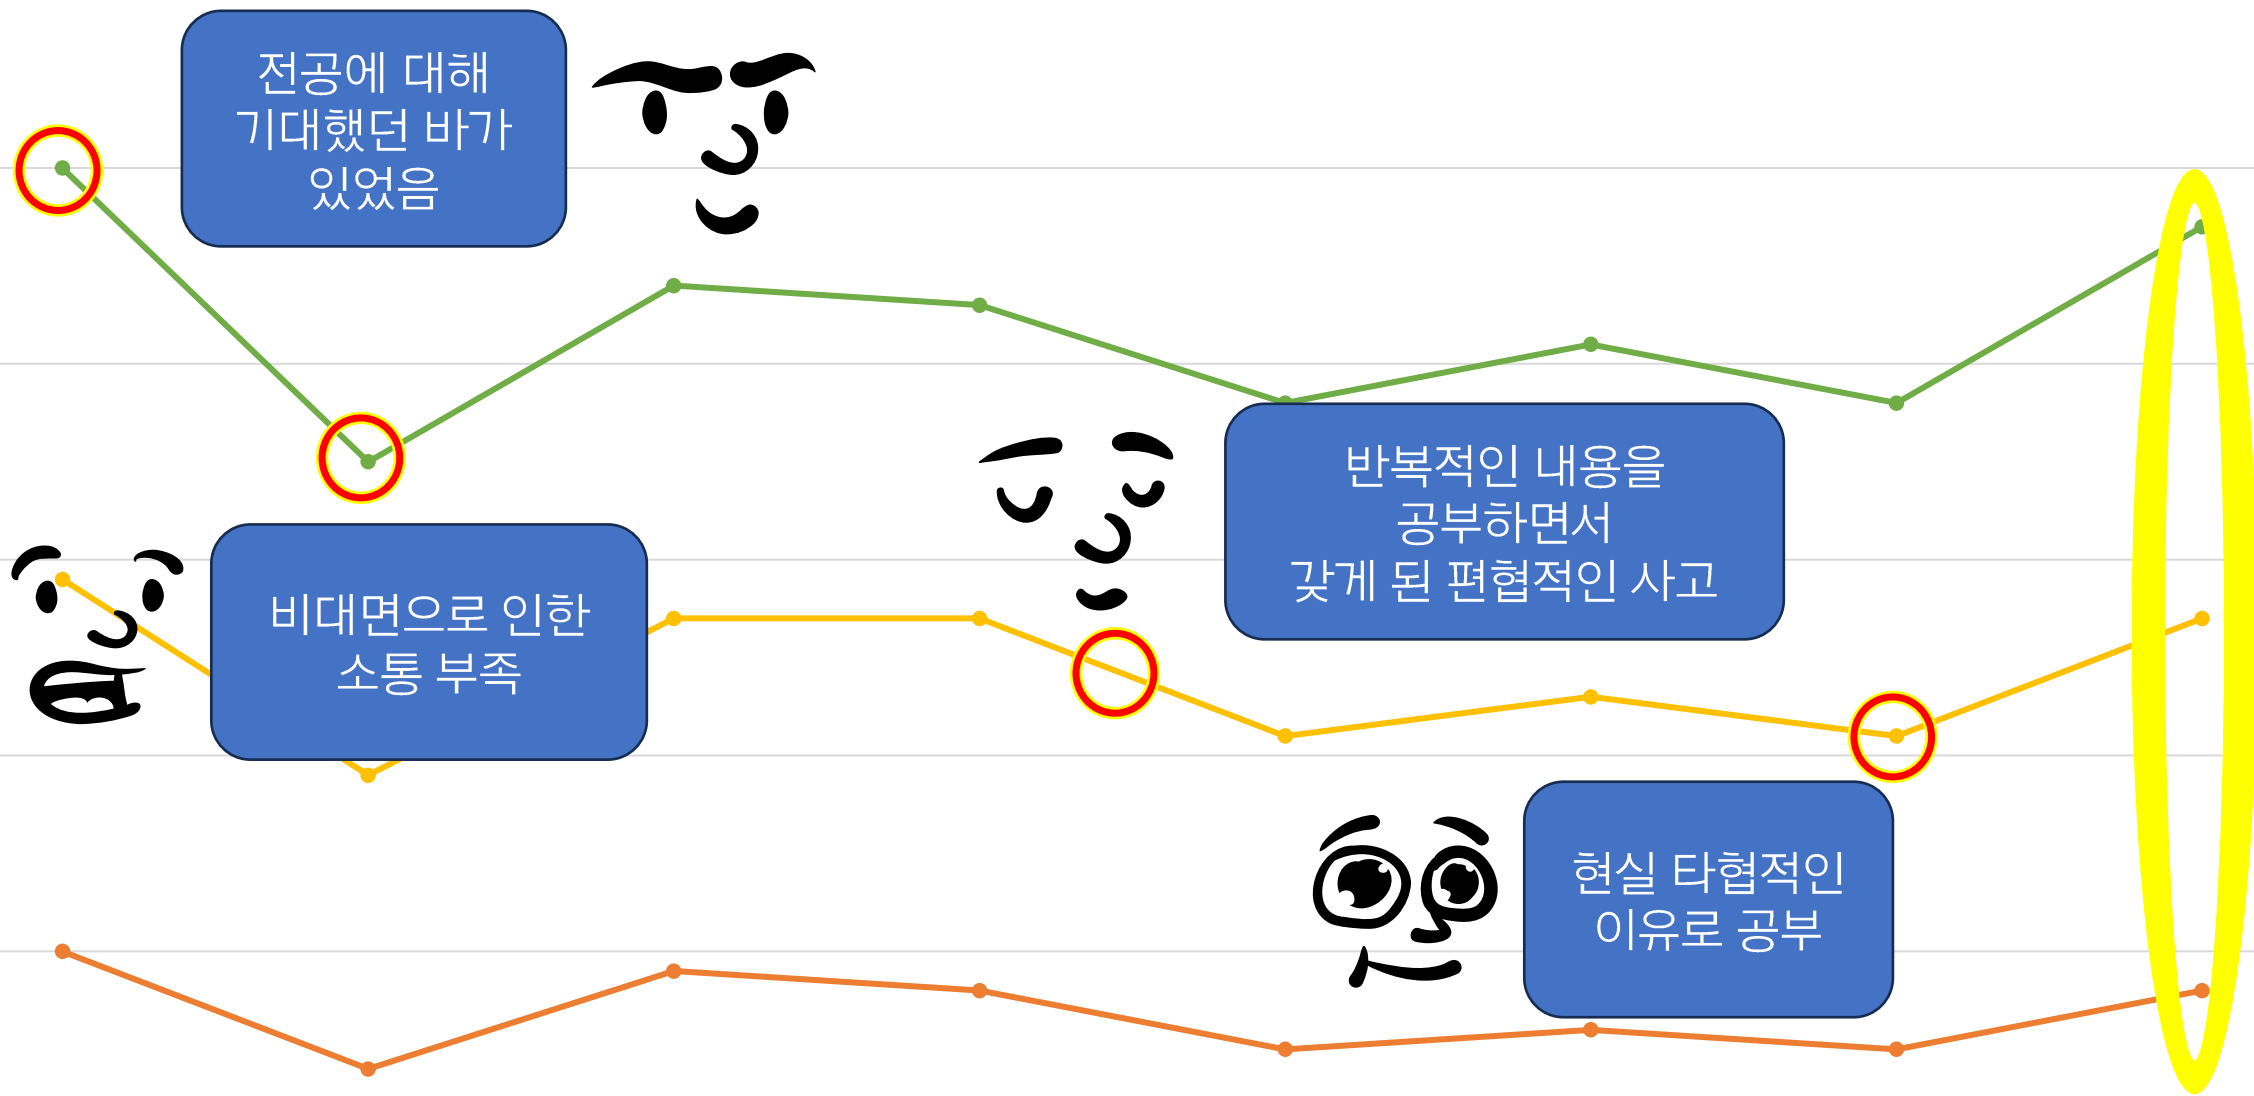 전공에 대해
기대했던 바가
있었음
반복적인 내용을
공부하면서
갖게 된 편협적인 사고
비대면으로 인한
소통 부족
현실 타협적인
이유로 공부